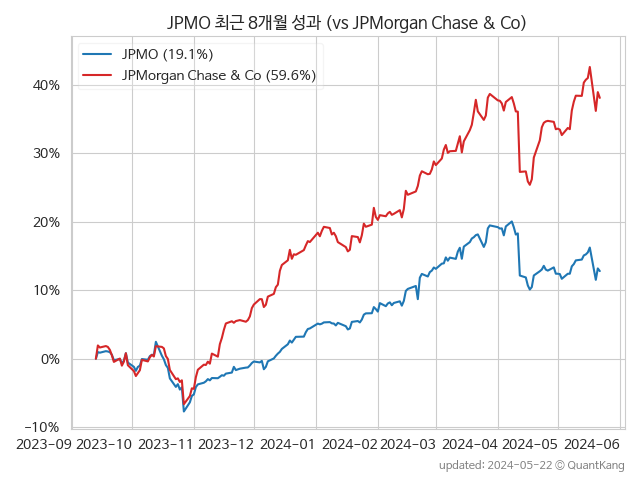 JPMO 최근 8개월 성과 (vs JPMorgan Chase & Co)
JPMO (19.1%)
JPMorgan Chase & Co (59.6%)
40%
30%
20%
10%
0%
−10%
2023-09 2023-10 2023-11 2023-12 2024-01 2024-02 2024-03 2024-04 2024-05 2024-06
updated: 2024-05-22 © QuantKang